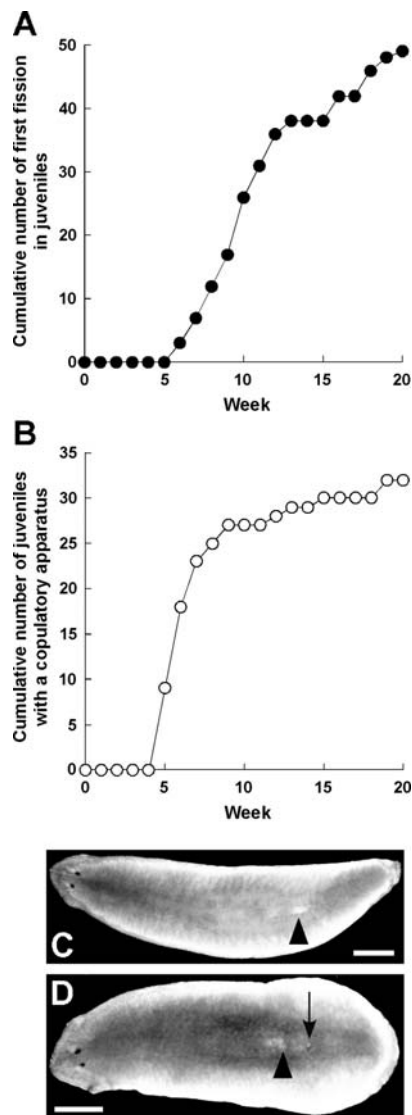 A
Cumulative number of first fission
in juveniles
50
40
30
20
10
0
0 5 10 15 20
Week
B
Cumulative number of juveniles
with a copulatory apparatus
35
30
25
20
15
10
5
0
0 5 10 15 20
Week
C
D